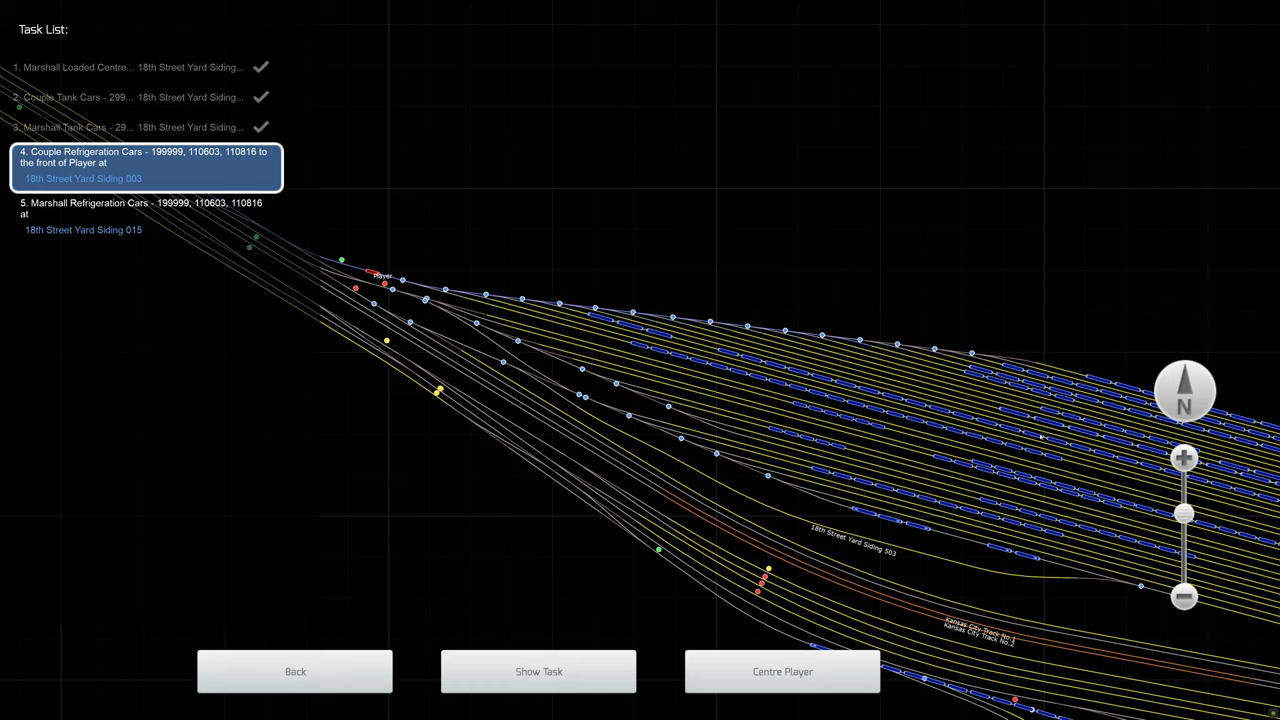 Task List:
1. Marshall Loaded Centre... 18th Street Yard Siding...
2. Couple Tank Cars - 299... 18th Street Yard Siding...
3. Marshall Tank Cars - 29... 18th Street Yard Siding...
4. Couple Refrigeration Cars - 199999, 110603, 110816 to
the front of Player at
18th Street Yard Siding 003
5. Marshall Refrigeration Cars - 199999, 110603, 110816
at
18th Street Yard Siding 015
Player
N
18th Street Yard Siding 503
Kansas City Track No.1
Kansas City Track No.2
Back
Show Task
Centre Player